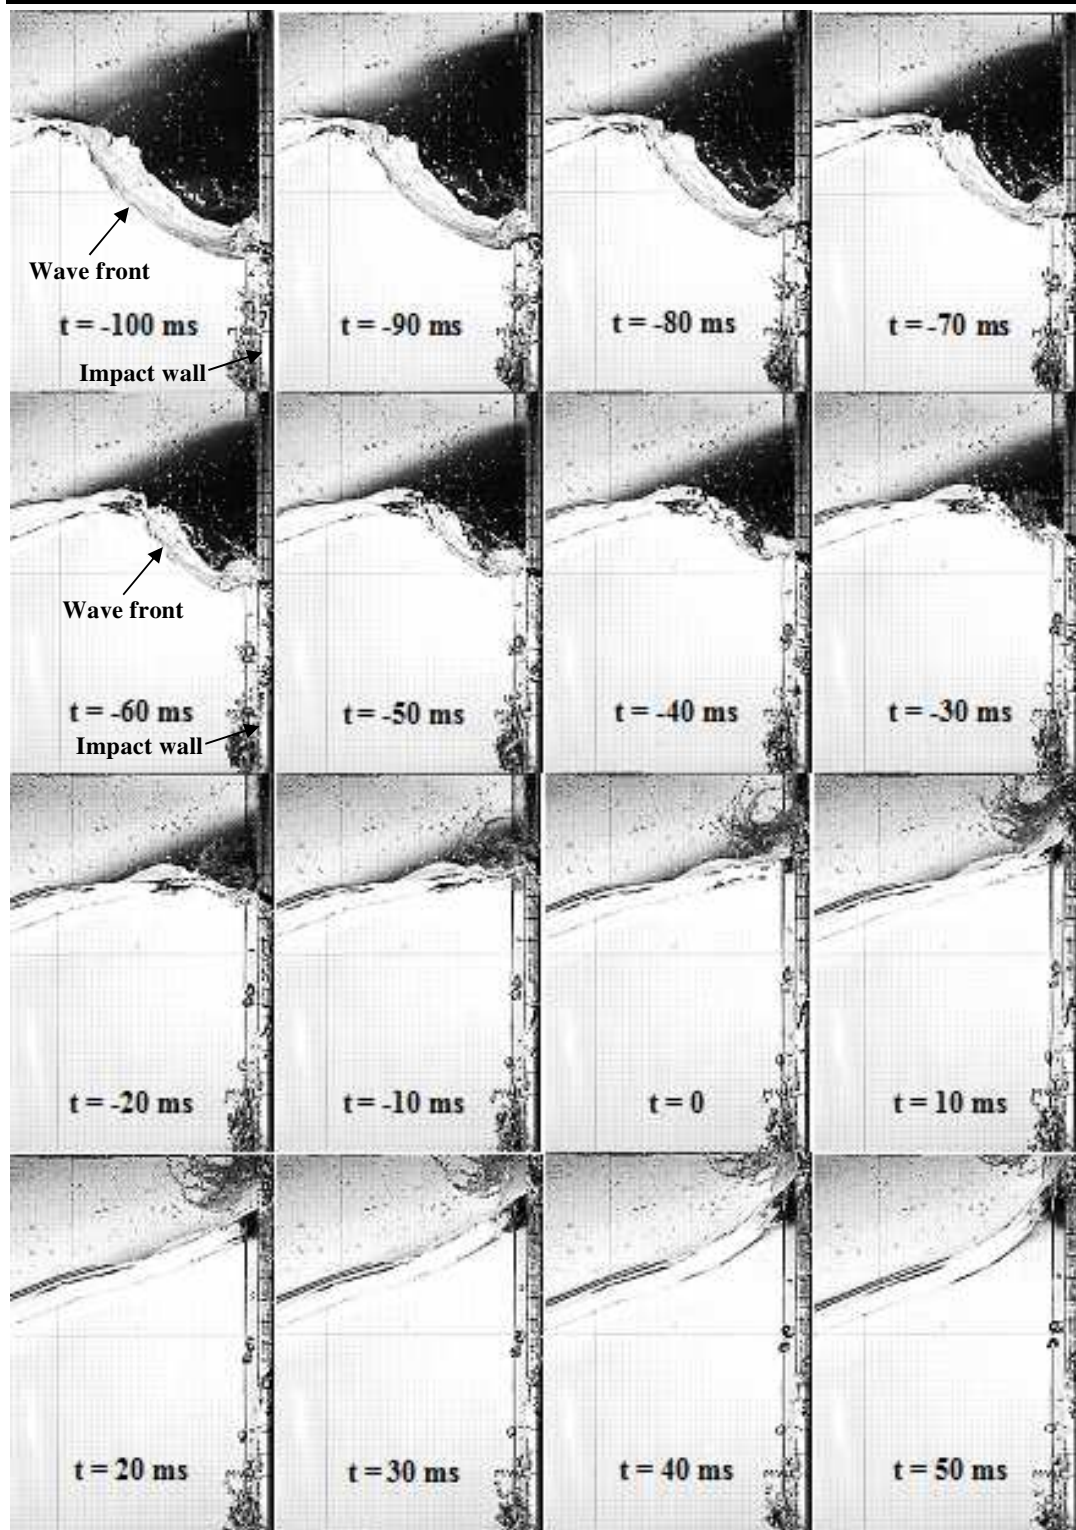 Wave front
t = -100 ms
Impact wall
t = -90 ms
t = -80 ms
t = -70 ms
Wave front
t = -60 ms
Impact wall
t = -50 ms
t = -40 ms
t = -30 ms
t = -20 ms
t = -10 ms
t = 0
t = 10 ms
t = 20 ms
t = 30 ms
t = 40 ms
t = 50 ms